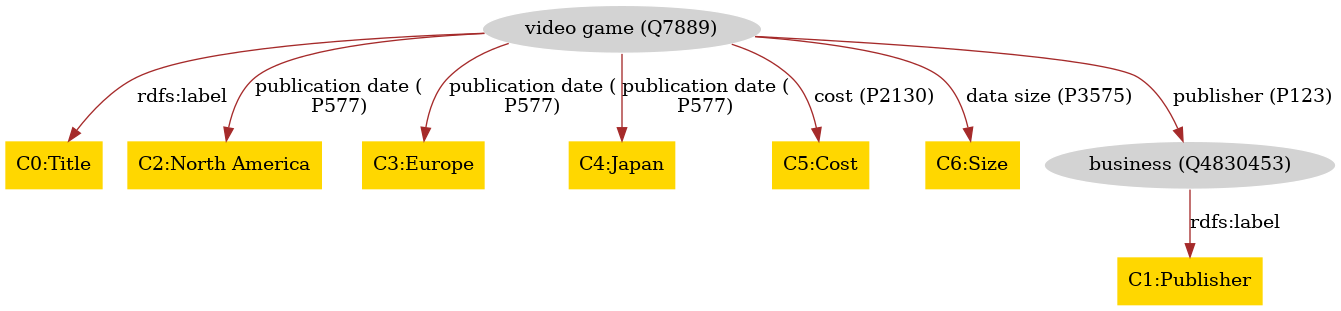 video game (Q7889)
rdfs:label
publication date (
P577)
publication date (
P577)
publication date (
P577)
cost (P2130)
data size (P3575)
publisher (P123)
C0:Title
C2:North America
C3:Europe
C4:Japan
C5:Cost
C6:Size
business (Q4830453)
rdfs:label
C1:Publisher